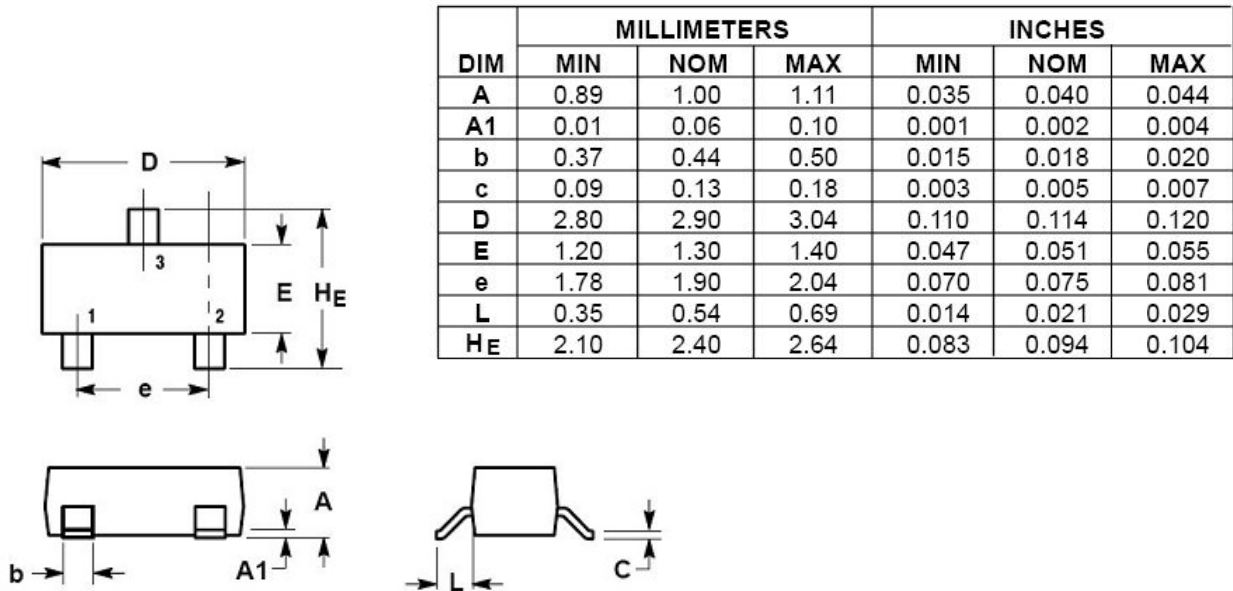 MILLIMETERS INCHES
DIM MIN NOM MAX MIN NOM MAX
A 0.89 1.00 1.11 0.035 0.040 0.044
A1 0.01 0.06 0.10 0.001 0.002 0.004
b 0.37 0.44 0.50 0.015 0.018 0.020
c 0.09 0.13 0.18 0.003 0.005 0.007
D 2.80 2.90 3.04 0.110 0.114 0.120
E 1.20 1.30 1.40 0.047 0.051 0.055
e 1.78 1.90 2.04 0.070 0.075 0.081
L 0.35 0.54 0.69 0.014 0.021 0.029
HE 2.10 2.40 2.64 0.083 0.094 0.104
D
3
E HE
1 2
e
A
b A1
L C